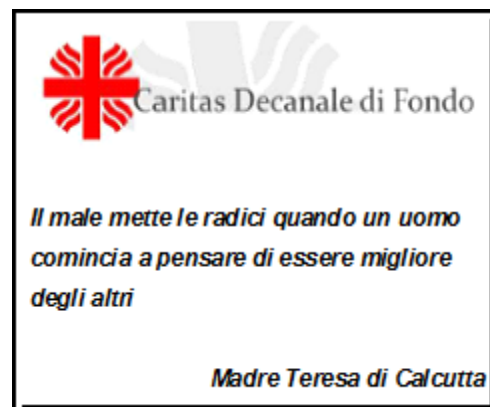 Caritas Decanale di Fondo
Il male mette le radici quando un uomo
comincia a pensare di essere migliore
degli altri
Madre Teresa di Calcutta